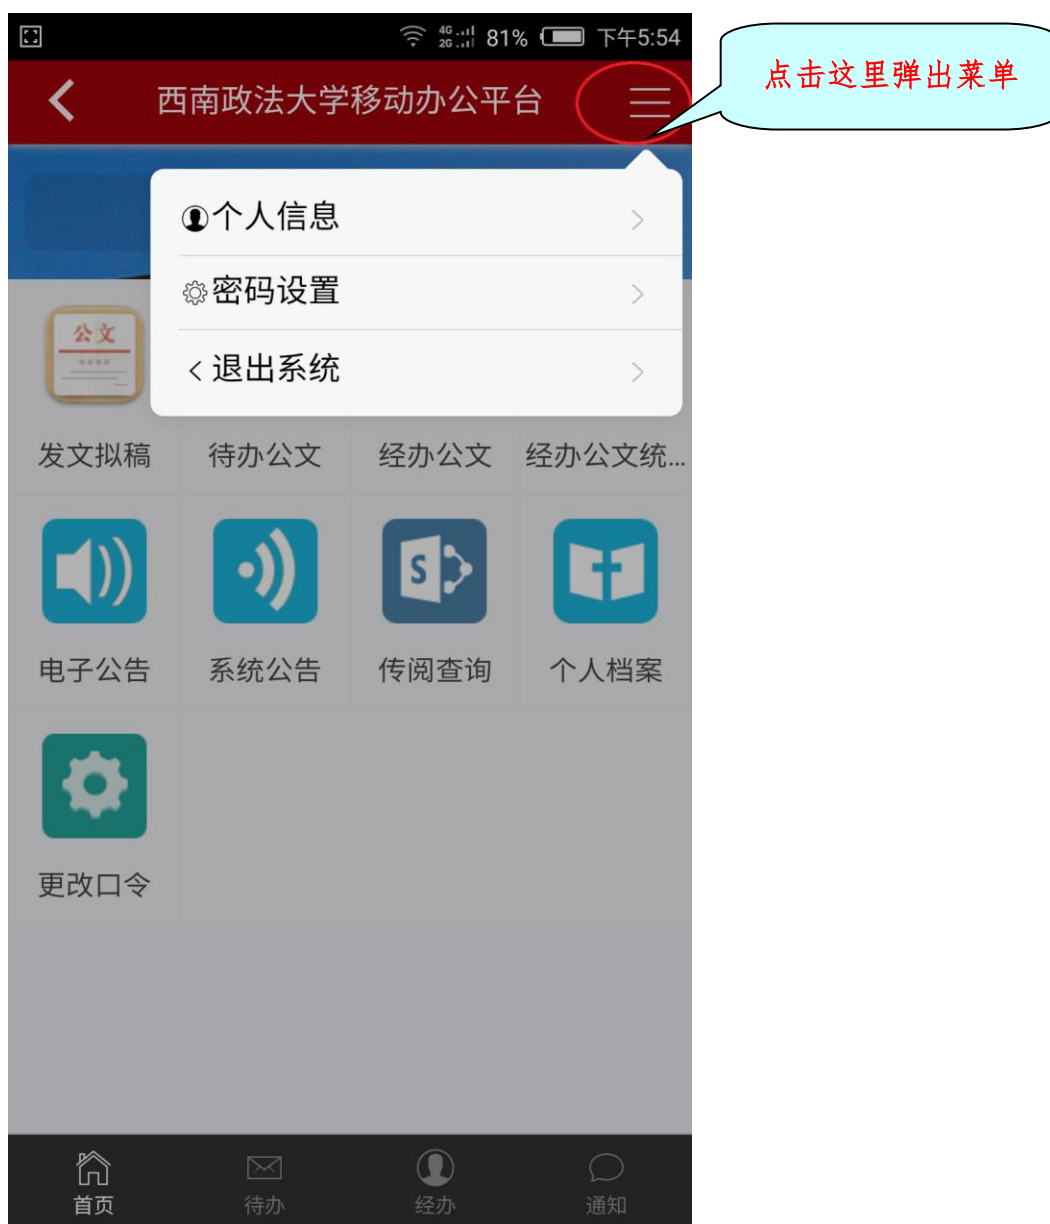 4G
2G
81%
下午5:54
西南政法大学移动办公平台
点击这里弹出菜单
个人信息
密码设置
退出系统
公文
发文拟稿
待办公文
经办公文
经办公文统...
S
电子公告
系统公告
传阅查询
个人档案
更改口令
首页
待办
经办
通知